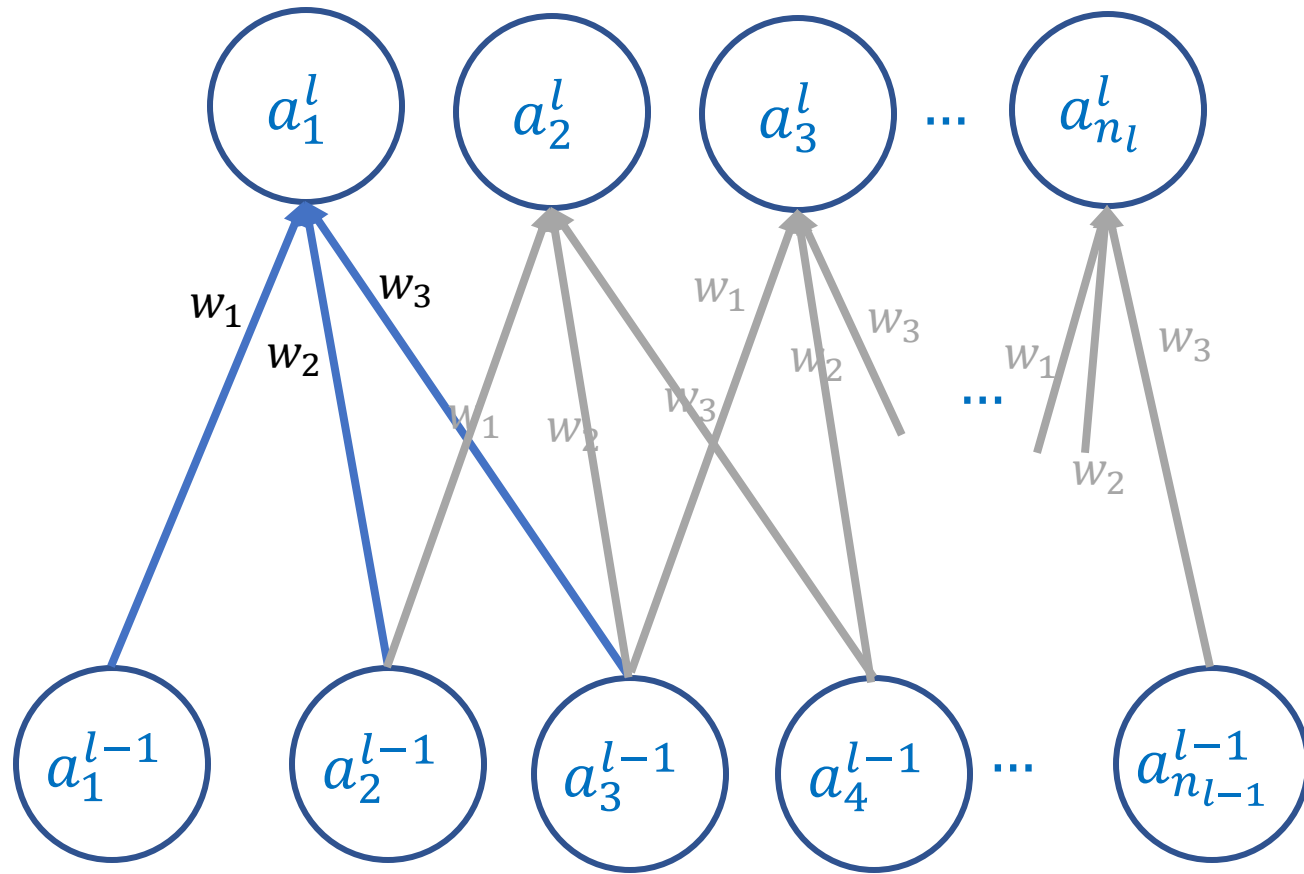 a_1^l a_2^l a_3^l ... a_{n_l}^l
w_1 w_2 w_3 w_1 w_2 w_3 w_1 w_2 w_3 ... w_1 w_2 w_3
a_1^{l-1} a_2^{l-1} a_3^{l-1} a_4^{l-1} ... a_{n_{l-1}}^{l-1}